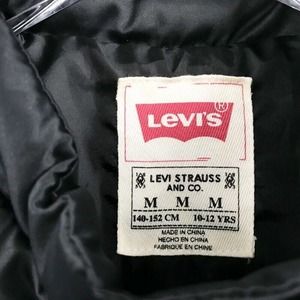 LEVI'S®
LEVI STRAUSS
AND CO.
M M M
140-152 CM 10-12 YRS
MADE IN CHINA
HECHO EN CHINA
FABRIQUE EN CHINE